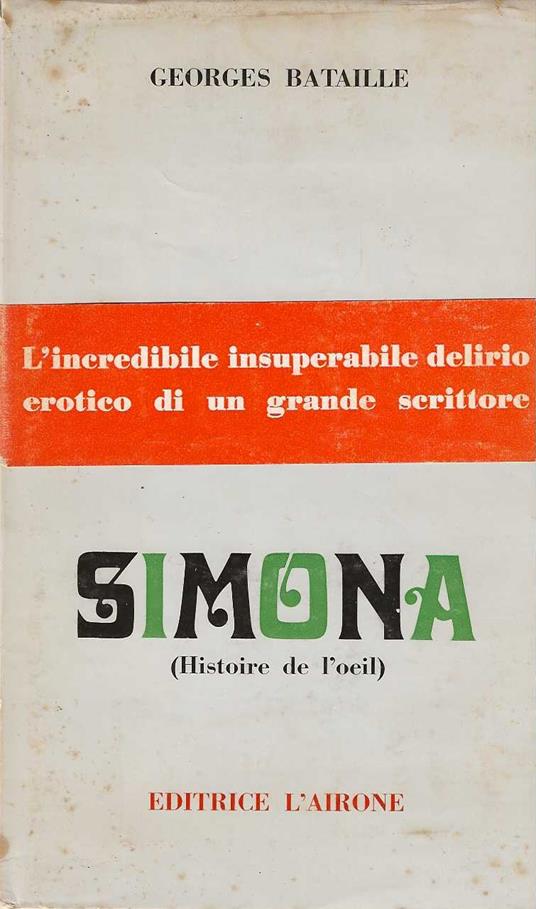 GEORGES BATAILLE
L'incredibile insuperabile delirio
erotico di un grande scrittore
SIMONA
(Histoire de l'oeil)
EDITRICE L'AIRONE